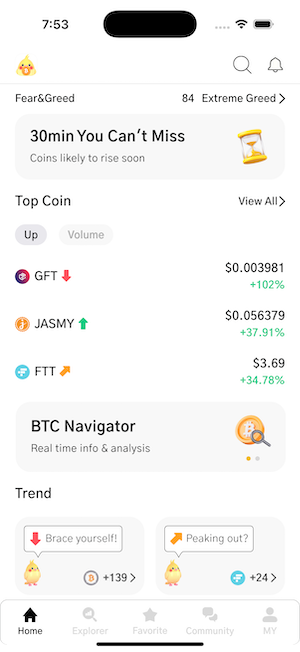 7:53
Fear&Greed 84 Extreme Greed
30min You Can't Miss
Coins likely to rise soon
Top Coin View All
Up Volume
GFT $0.003981
+102%
JASMY $0.056379
+37.91%
FTT $3.69
+34.78%
BTC Navigator
Real time info & analysis
Trend
Brace yourself! Peaking out?
+139 +24
Home Explorer Favorite Community MY